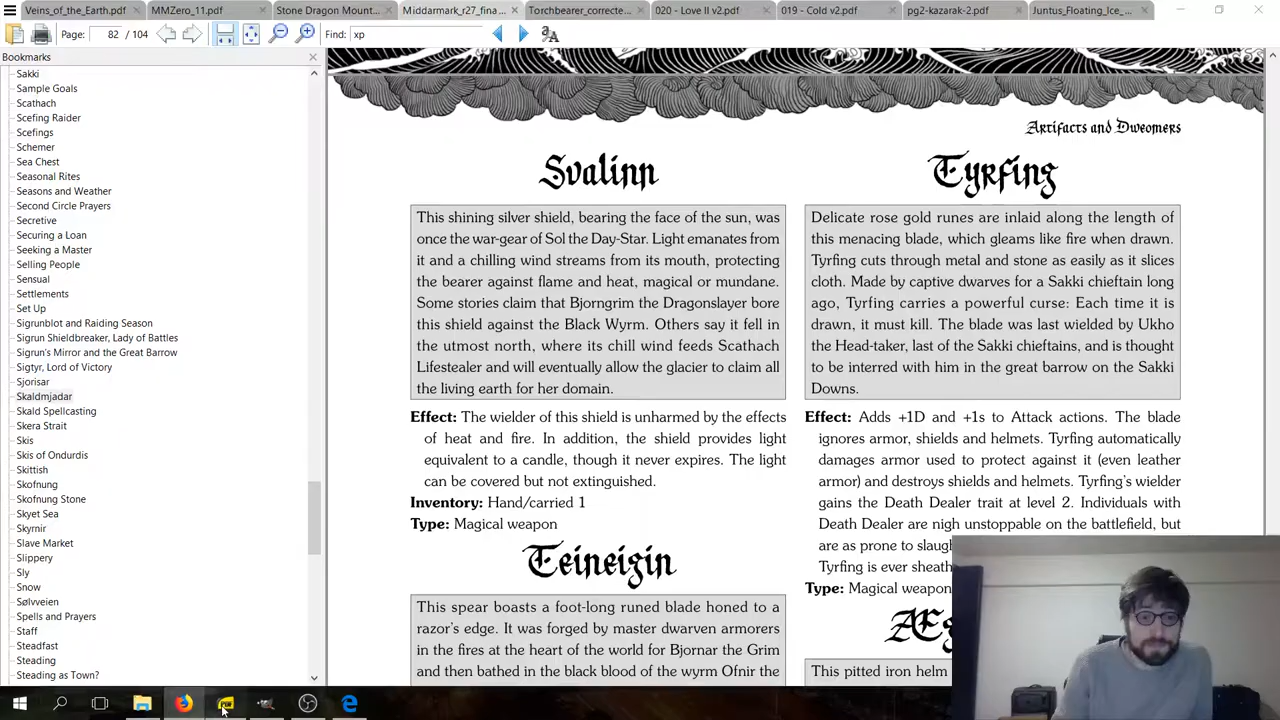 Veins_of_the_Earth.pdf
MMZero_11.pdf
Stone Dragon Mount...
Middarmark_r27_fina...
Torchbearer_correcte...
020 - Love II v2.pdf
019 - Cold v2.pdf
pg2-kazarak-2.pdf
Juntus_Floating_Ice_...
Page: 82 / 104
Find: xp
Bookmarks
Sakki
Sample Goals
Scathach
Scefing Raider
Scefings
Schemer
Sea Chest
Seasonal Rites
Seasons and Weather
Second Circle Prayers
Secretive
Securing a Loan
Seeking a Master
Selling People
Sensual
Settlements
Set Up
Sigrunblot and Raiding Season
Sigrun Shieldbreaker, Lady of Battles
Sigrun's Mirror and the Great Barrow
Sigtyr, Lord of Victory
Sjorisar
Skaldmjadar
Skald Spellcasting
Skera Strait
Skis
Skis of Ondurdis
Skittish
Skofnung
Skofnung Stone
Skyet Sea
Skyrnir
Slave Market
Slippery
Sly
Snow
Sølvveien
Spells and Prayers
Staff
Steadfast
Steading
Steading as Town?
Artifacts and Dweomers
Svalinn
This shining silver shield, bearing the face of the sun, was
once the war-gear of Sol the Day-Star. Light emanates from
it and a chilling wind streams from its mouth, protecting
the bearer against flame and heat, magical or mundane.
Some stories claim that Bjorngrim the Dragonslayer bore
this shield against the Black Wyrm. Others say it fell in
the utmost north, where its chill wind feeds Scathach
Lifestealer and will eventually allow the glacier to claim all
the living earth for her domain.
Effect: The wielder of this shield is unharmed by the effects
of heat and fire. In addition, the shield provides light
equivalent to a candle, though it never expires. The light
can be covered but not extinguished.
Inventory: Hand/carried 1
Type: Magical weapon
Teineigin
This spear boasts a foot-long runed blade honed to a
razor's edge. It was forged by master dwarven armorers
in the fires at the heart of the world for Bjornar the Grim
and then bathed in the black blood of the wyrm Ofnir the
Tyrfing
Delicate rose gold runes are inlaid along the length of
this menacing blade, which gleams like fire when drawn.
Tyrfing cuts through metal and stone as easily as it slices
cloth. Made by captive dwarves for a Sakki chieftain long
ago, Tyrfing carries a powerful curse: Each time it is
drawn, it must kill. The blade was last wielded by Ukho
the Head-taker, last of the Sakki chieftains, and is thought
to be interred with him in the great barrow on the Sakki
Downs.
Effect: Adds +1D and +1s to Attack actions. The blade
ignores armor, shields and helmets. Tyrfing automatically
damages armor used to protect against it (even leather
armor) and destroys shields and helmets. Tyrfing's wielder
gains the Death Dealer trait at level 2. Individuals with
Death Dealer are nigh unstoppable on the battlefield, but
are as prone to slaug
Tyrfing is ever sheath
Type: Magical weapon
This pitted iron helm